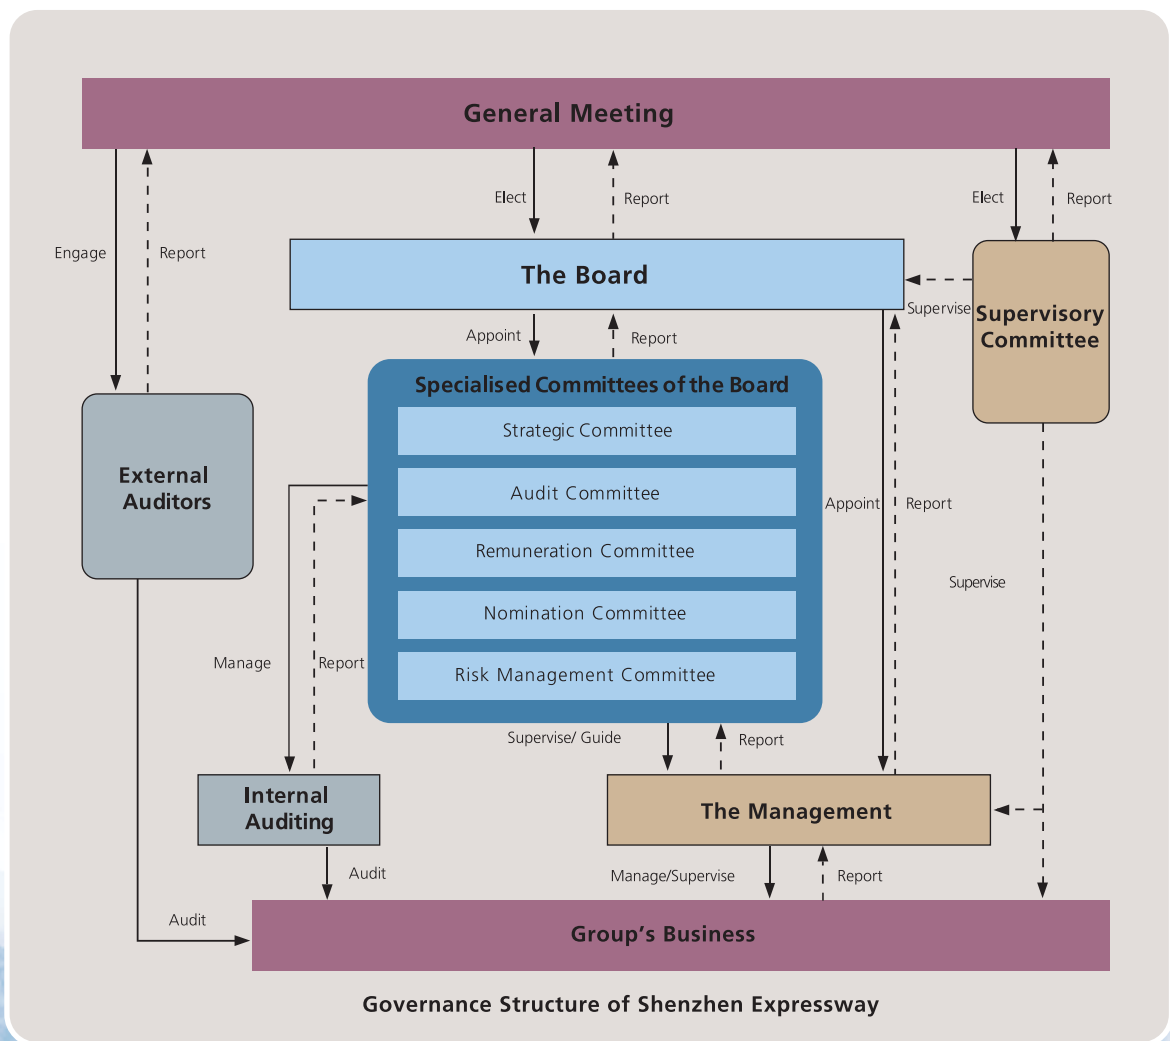 General Meeting
Elect
Report
Elect
Report
Engage
Report
The Board
Supervise
Supervisory
Committee
Appoint
Report
Specialised Committees of the Board
Strategic Committee
External
Auditors
Audit Committee
Appoint
Report
Remuneration Committee
Supervise
Nomination Committee
Manage
Report
Risk Management Committee
Supervise/ Guide
Report
Internal
Auditing
The Management
Audit
Manage/Supervise
Report
Audit
Group's Business
Governance Structure of Shenzhen Expressway